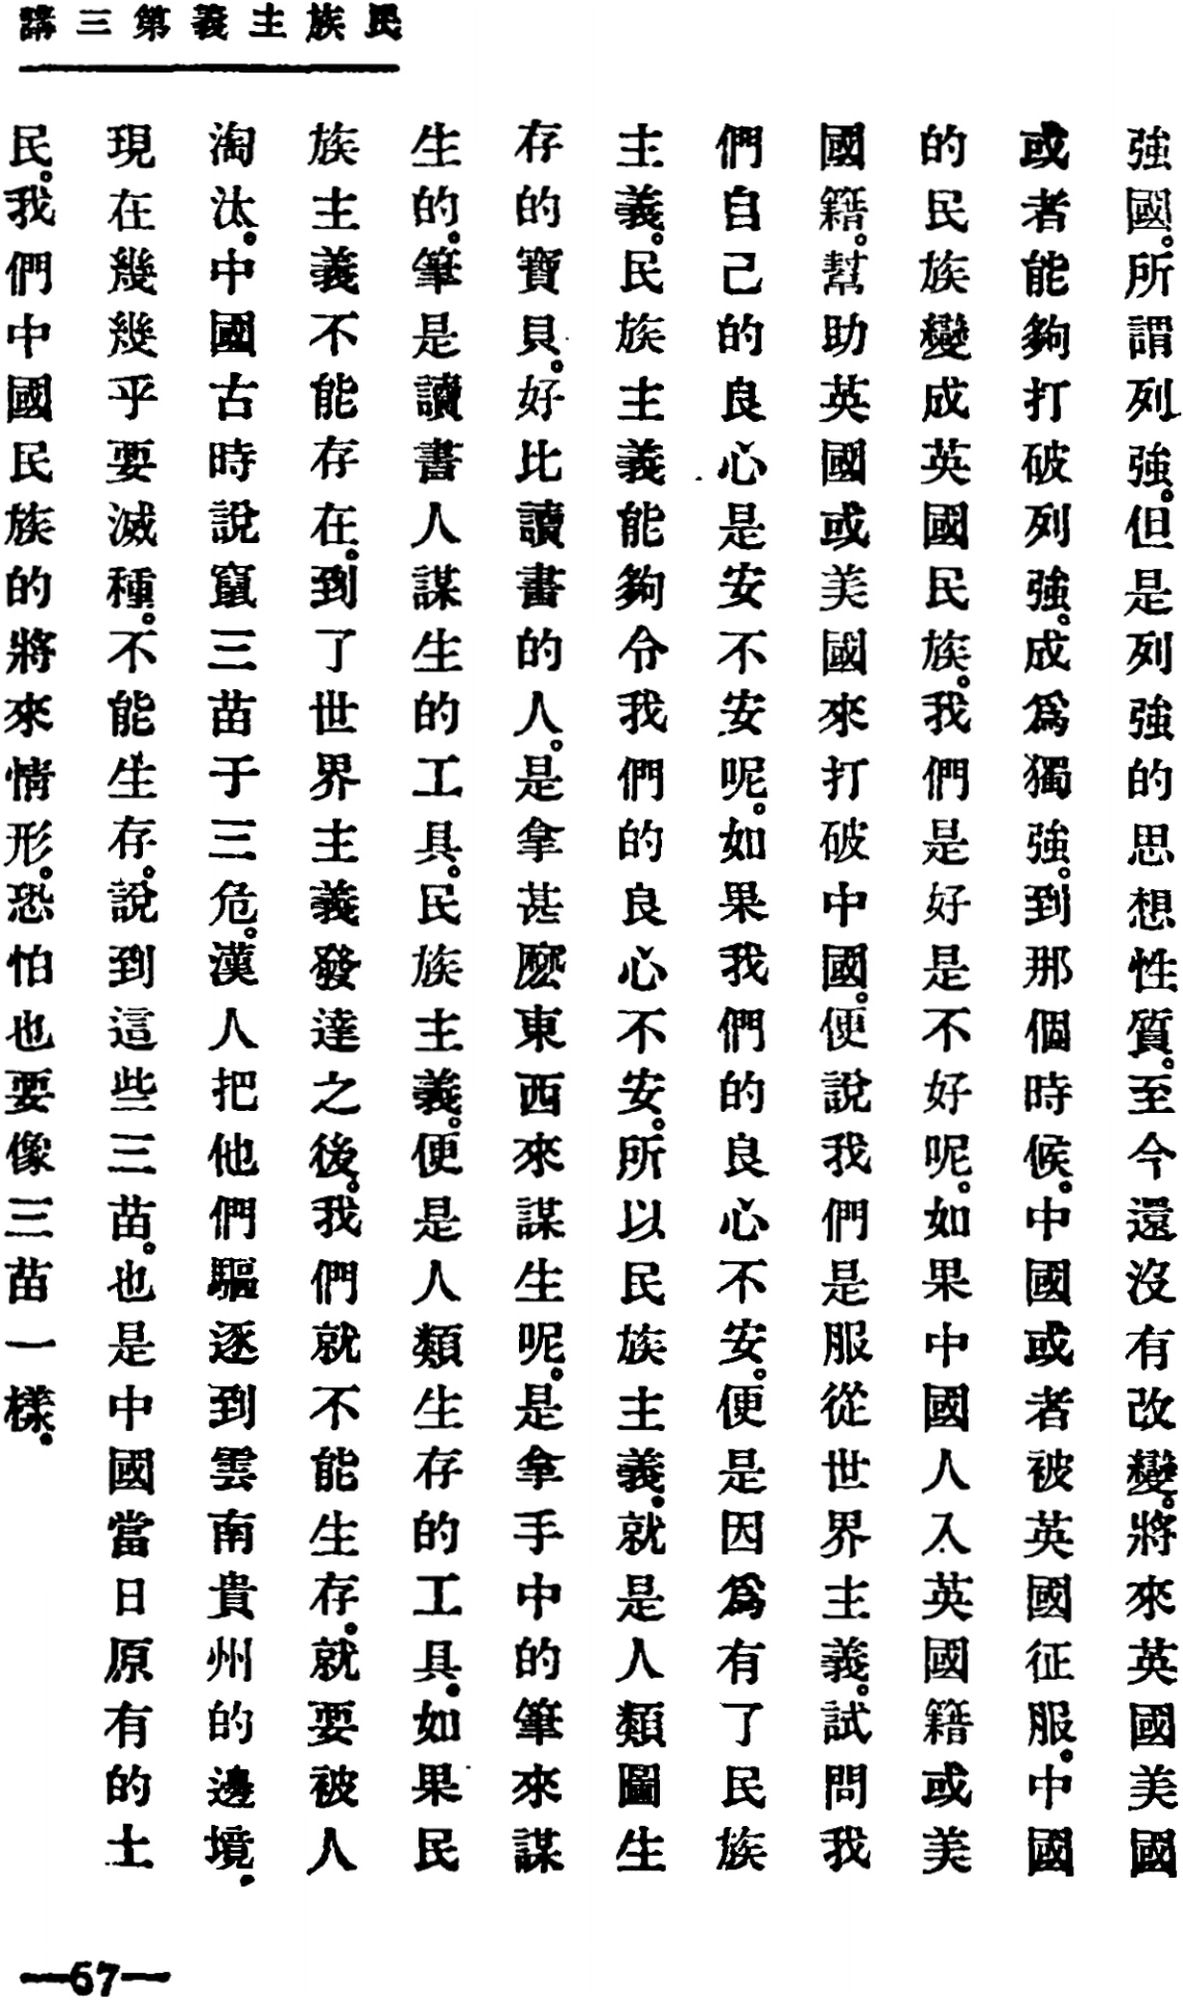 民族主義第三講
強國。所謂列強。但是列強的思想性質。至今還沒有改變。將來英國美國
或者能夠打破列強。成爲獨強。到那個時候。中國或者被英國征服。中國
的民族變成英國民族。我們是好是不好呢。如果中國人入英國籍或美
國籍。幫助英國或美國來打破中國。便說我們是服從世界主義。試問我
們自己的良心是安不安呢。如果我們的良心不安。便是因爲有了民族
主義。民族主義能夠令我們的良心不安。所以民族主義。就是人類圖生
存的寶貝。好比讀書的人。是拿甚麽東西來謀生呢。是拿手中的筆來謀
生的。筆是讀書人謀生的工具。民族主義。便是人類生存的工具。如果民
族主義不能存在。到了世界主義發達之後。我們就不能生存。就要被人
淘汰。中國古時說竄三苗于三危。漢人把他們驅逐到雲南貴州的邊境。
現在幾幾乎要滅種。不能生存。說到這些三苗。也是中國當日原有的土
民。我們中國民族的將來情形。恐怕也要像三苗一樣。
—57—